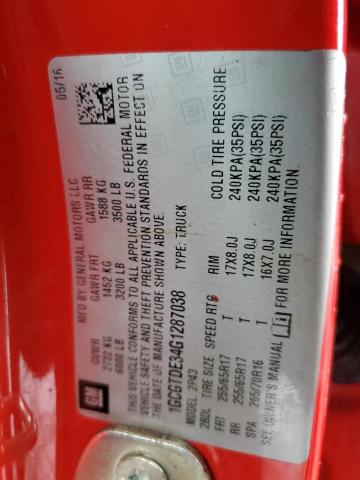 05/16
MFD BY GENERAL MOTORS LLC
GVWR GAWR FRT GAWR RR
2722 KG 1452 KG 1588 KG
6000 LB 3200 LB 3500 LB
THIS VEHICLE CONFORMS TO ALL APPLICABLE U.S. FEDERAL MOTOR
VEHICLE SAFETY AND THEFT PREVENTION STANDARDS IN EFFECT ON
THE DATE OF MANUFACTURE SHOWN ABOVE.
1GCGTDE34G1287038 TYPE: TRUCK
MODEL: 2P43
2BDL TIRE SIZE SPEED RTG RIM COLD TIRE PRESSURE
FRT 255/65R17 T 17X8.0J 240KPA(35PSI)
RR 255/65R17 T 17X8.0J 240KPA(35PSI)
SPA 265/70R16 T 16X7.0J 240KPA(35PSI)
SEE OWNER'S MANUAL FOR MORE INFORMATION.
GM